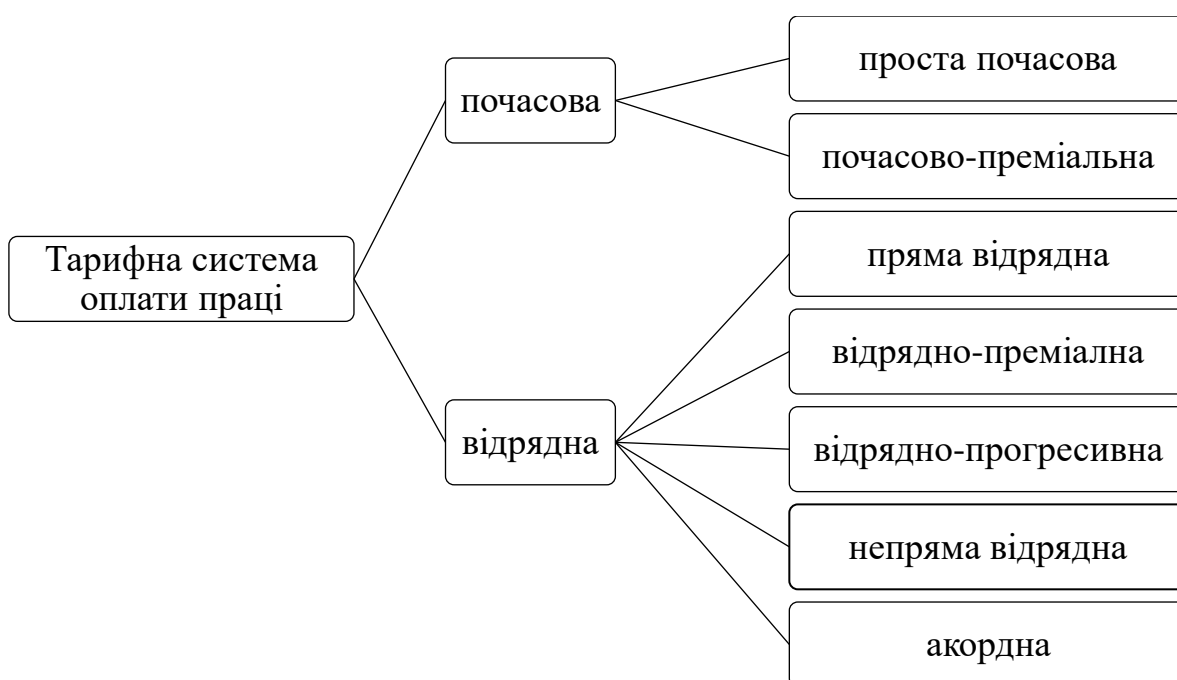 Тарифна система
оплати праці
почасова
проста почасова
почасово-преміальна
відрядна
пряма відрядна
відрядно-преміална
відрядно-прогресивна
непряма відрядна
акордна